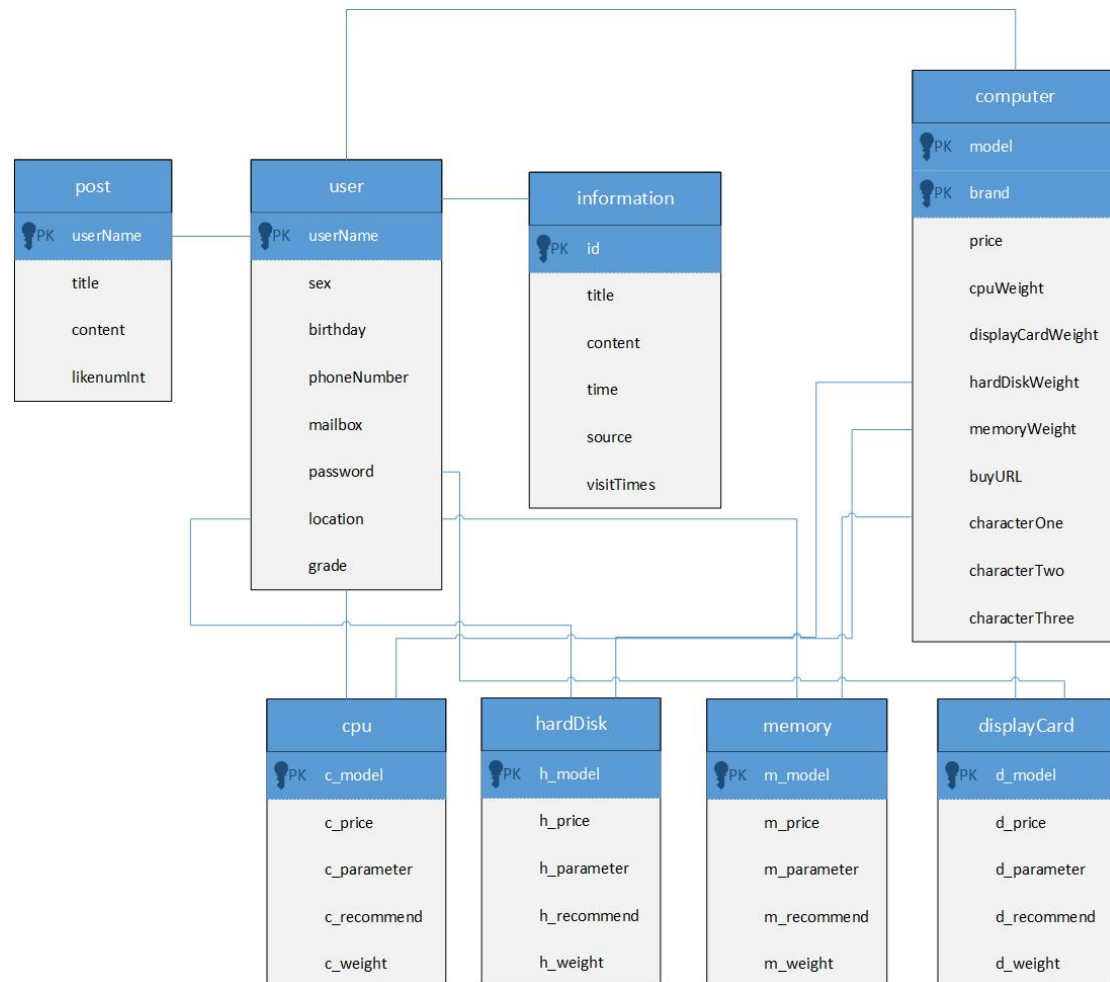 computer
PK model
PK brand
price
cpuWeight
displayCardWeight
hardDiskWeight
memoryWeight
buyURL
characterOne
characterTwo
characterThree
post
PK userName
title
content
likenumInt
user
PK userName
sex
birthday
phoneNumber
mailbox
password
location
grade
information
PK id
title
content
time
source
visitTimes
cpu
PK c_model
c_price
c_parameter
c_recommend
c_weight
hardDisk
PK h_model
h_price
h_parameter
h_recommend
h_weight
memory
PK m_model
m_price
m_parameter
m_recommend
m_weight
displayCard
PK d_model
d_price
d_parameter
d_recommend
d_weight